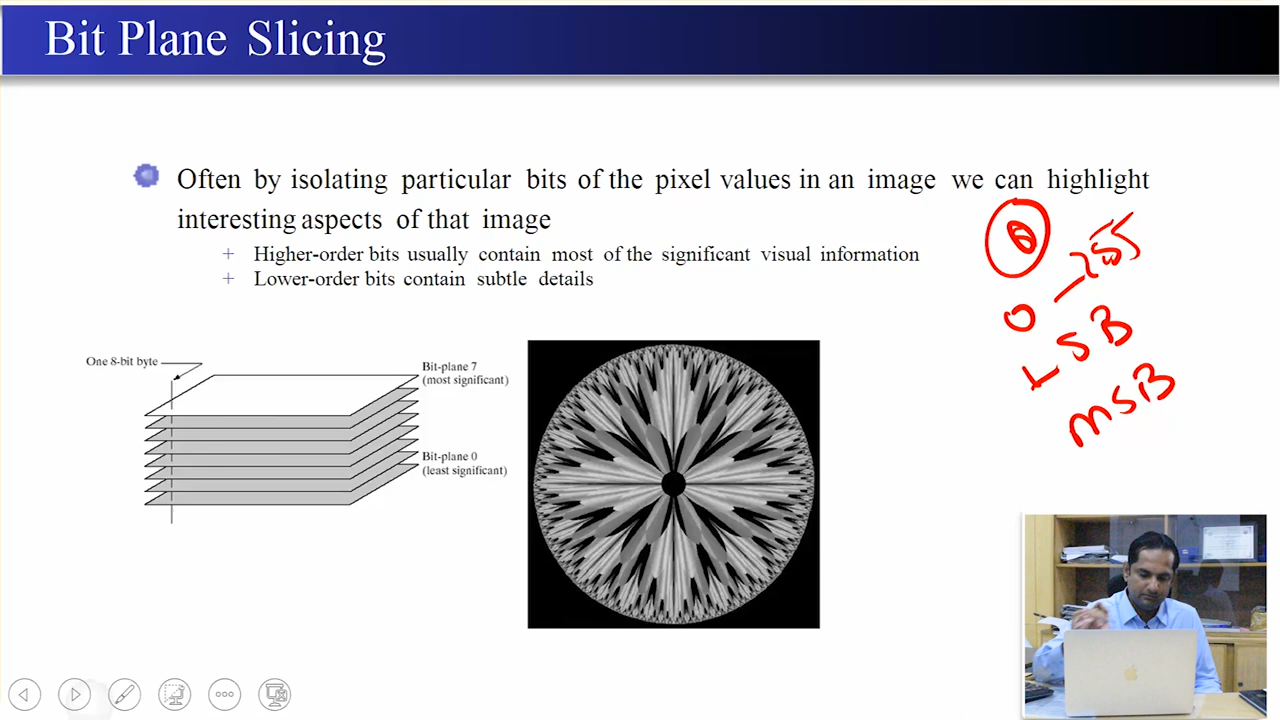 Bit Plane Slicing
Often by isolating particular bits of the pixel values in an image we can highlight
interesting aspects of that image
+ Higher-order bits usually contain most of the significant visual information
+ Lower-order bits contain subtle details
0 – 255
LSB
MSB
One 8-bit byte
Bit-plane 7
(most significant)
Bit-plane 0
(least significant)